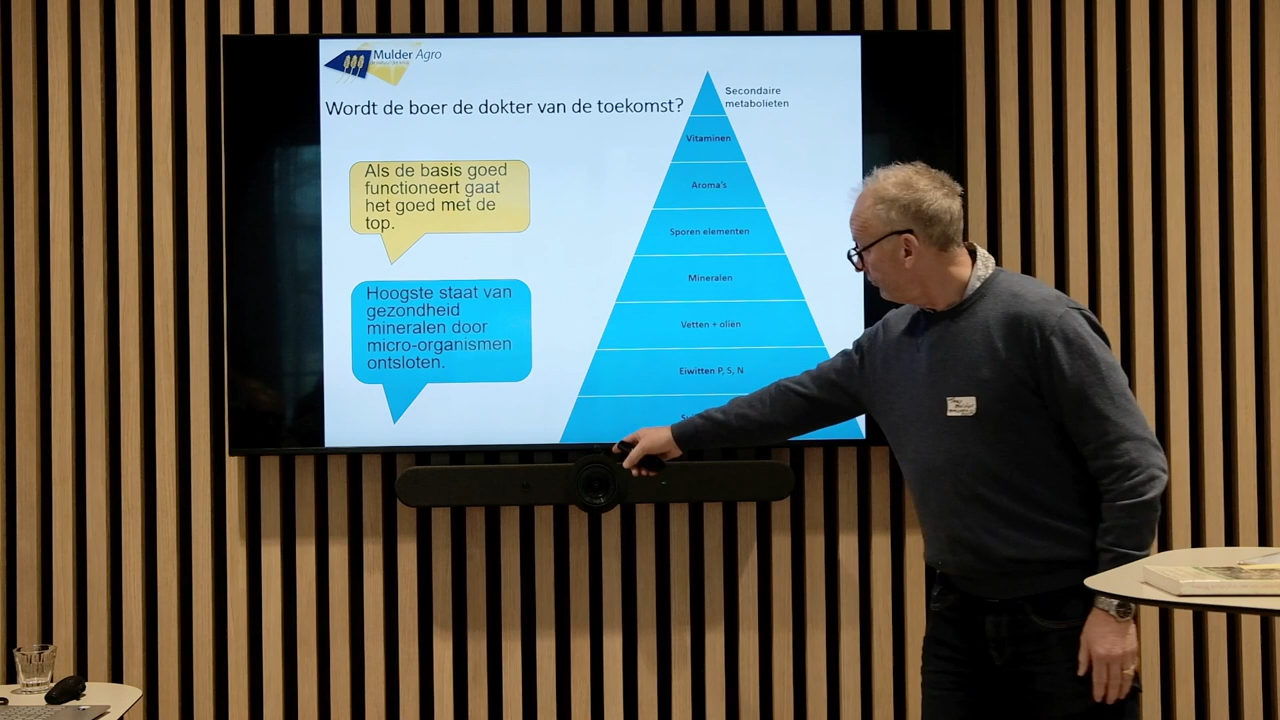 Mulder Agro
Wordt de boer de dokter van de toekomst?
Secondaire
metabolieten
Vitaminen
Aroma's
Sporen elementen
Mineralen
Vetten + oliën
Eiwitten P, S, N
Als de basis goed
functioneert gaat
het goed met de
top.
Hoogste staat van
gezondheid
mineralen door
micro-organismen
ontsloten.